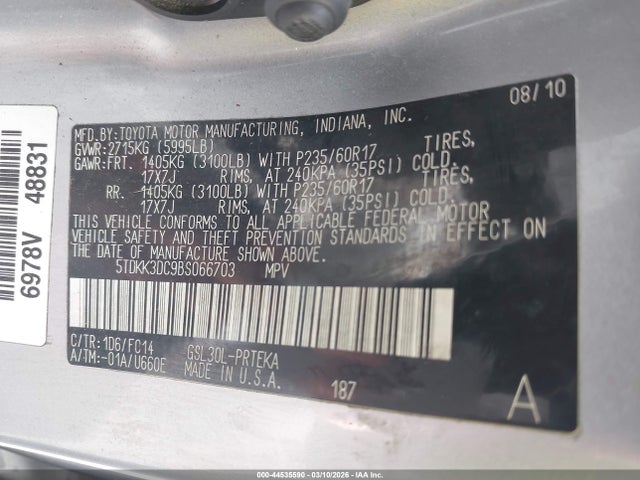 6978V 48831
08/10
MFD.BY: TOYOTA MOTOR MANUFACTURING, INDIANA, INC.
GVWR: 2715KG (5995LB)
GAWR: FRT. 1405KG (3100LB) WITH P235/60R17 TIRES,
17X7J RIMS, AT 240KPA (35PSI) COLD.
RR. 1405KG (3100LB) WITH P235/60R17 TIRES,
17X7J RIMS, AT 240KPA (35PSI) COLD.
THIS VEHICLE CONFORMS TO ALL APPLICABLE FEDERAL MOTOR
VEHICLE SAFETY AND THEFT PREVENTION STANDARDS IN EFFECT ON
THE DATE OF MANUFACTURE SHOWN ABOVE.
5TDKK3DC9BS066703 MPV
C/TR: 1D6/FC14 GSL30L-PRTEKA
A/TM: -01A/U660E MADE IN U.S.A.
187 A
000-44535590 — 03/10/2026 — IAA Inc.